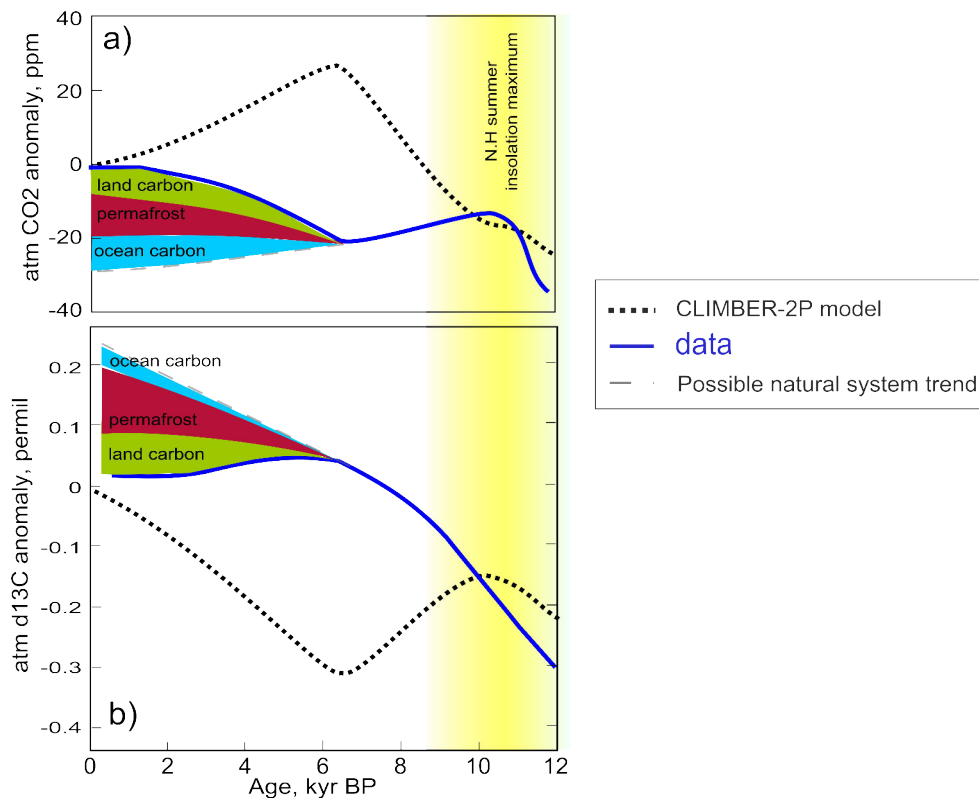 a)
atm CO2 anomaly, ppm
40
20
0
-20
-40
N.H summer
insolation maximum
land carbon
permafrost
ocean carbon
b)
atm d13C anomaly, permil
0.2
0.1
0
-0.1
-0.2
-0.3
-0.4
ocean carbon
permafrost
land carbon
0 2 4 6 8 10 12
Age, kyr BP
CLIMBER-2P model
data
Possible natural system trend